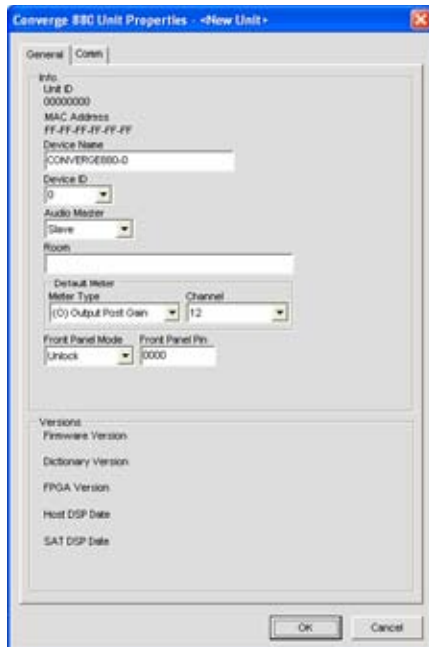 Converge 880 Unit Properties - <New Unit>
General
Comm
Info.
Unit ID
00000000
MAC Address
FF-FF-FF-FF-FF-FF
Device Name
CONVERGE880-0
Device ID
0
Audio Master
Slave
Room
Default Meter
Meter Type
Channel
(O) Output Post Gain
12
Front Panel Mode
Front Panel Pin
Unlock
0000
Versions
Firmware Version
Dictionary Version
FPGA Version
Host DSP Date
SAT DSP Date
OK
Cancel